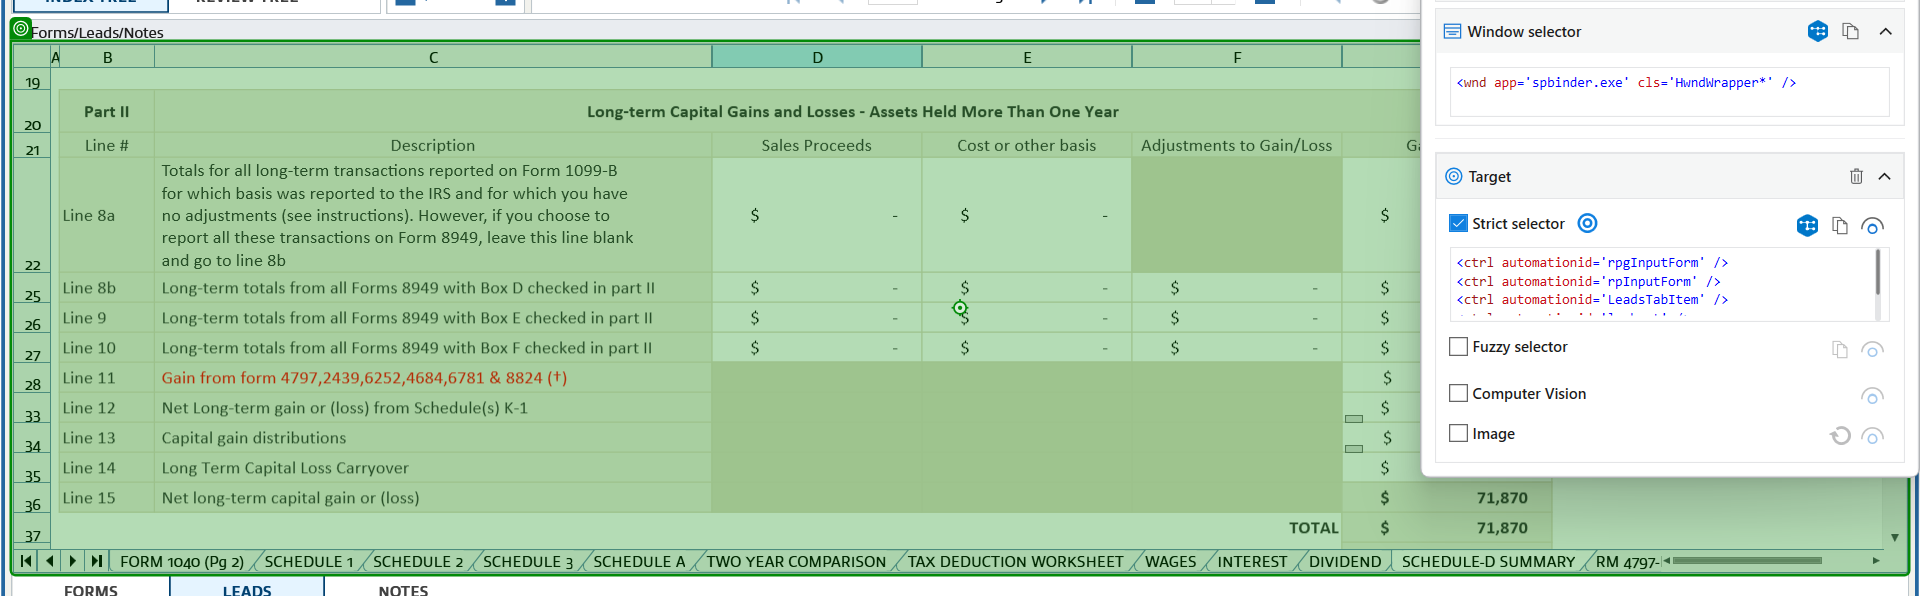 INDEX TREE
REVIEW TREE
Forms/Leads/Notes
A B C D E F
19
20 Part II Long-term Capital Gains and Losses - Assets Held More Than One Year
21 Line # Description Sales Proceeds Cost or other basis Adjustments to Gain/Loss Ga
Totals for all long-term transactions reported on Form 1099-B
for which basis was reported to the IRS and for which you have
Line 8a no adjustments (see instructions). However, if you choose to $ - $ - $
report all these transactions on Form 8949, leave this line blank
22 and go to line 8b
25 Line 8b Long-term totals from all Forms 8949 with Box D checked in part II $ - $ - $ - $
26 Line 9 Long-term totals from all Forms 8949 with Box E checked in part II $ - $ - $ - $
27 Line 10 Long-term totals from all Forms 8949 with Box F checked in part II $ - $ - $ - $
28 Line 11 Gain from form 4797,2439,6252,4684,6781 & 8824 (†) $
33 Line 12 Net Long-term gain or (loss) from Schedule(s) K-1 $
34 Line 13 Capital gain distributions $
35 Line 14 Long Term Capital Loss Carryover $
36 Line 15 Net long-term capital gain or (loss) $ 71,870
37 TOTAL $ 71,870
FORM 1040 (Pg 2) SCHEDULE 1 SCHEDULE 2 SCHEDULE 3 SCHEDULE A TWO YEAR COMPARISON TAX DEDUCTION WORKSHEET WAGES INTEREST DIVIDEND SCHEDULE-D SUMMARY RM 4797-
FORMS LEADS NOTES
Window selector
<wnd app='spbinder.exe' cls='HwndWrapper*' />
Target
Strict selector
<ctrl automationid='rpgInputForm' />
<ctrl automationid='rpInputForm' />
<ctrl automationid='LeadsTabItem' />
Fuzzy selector
Computer Vision
Image